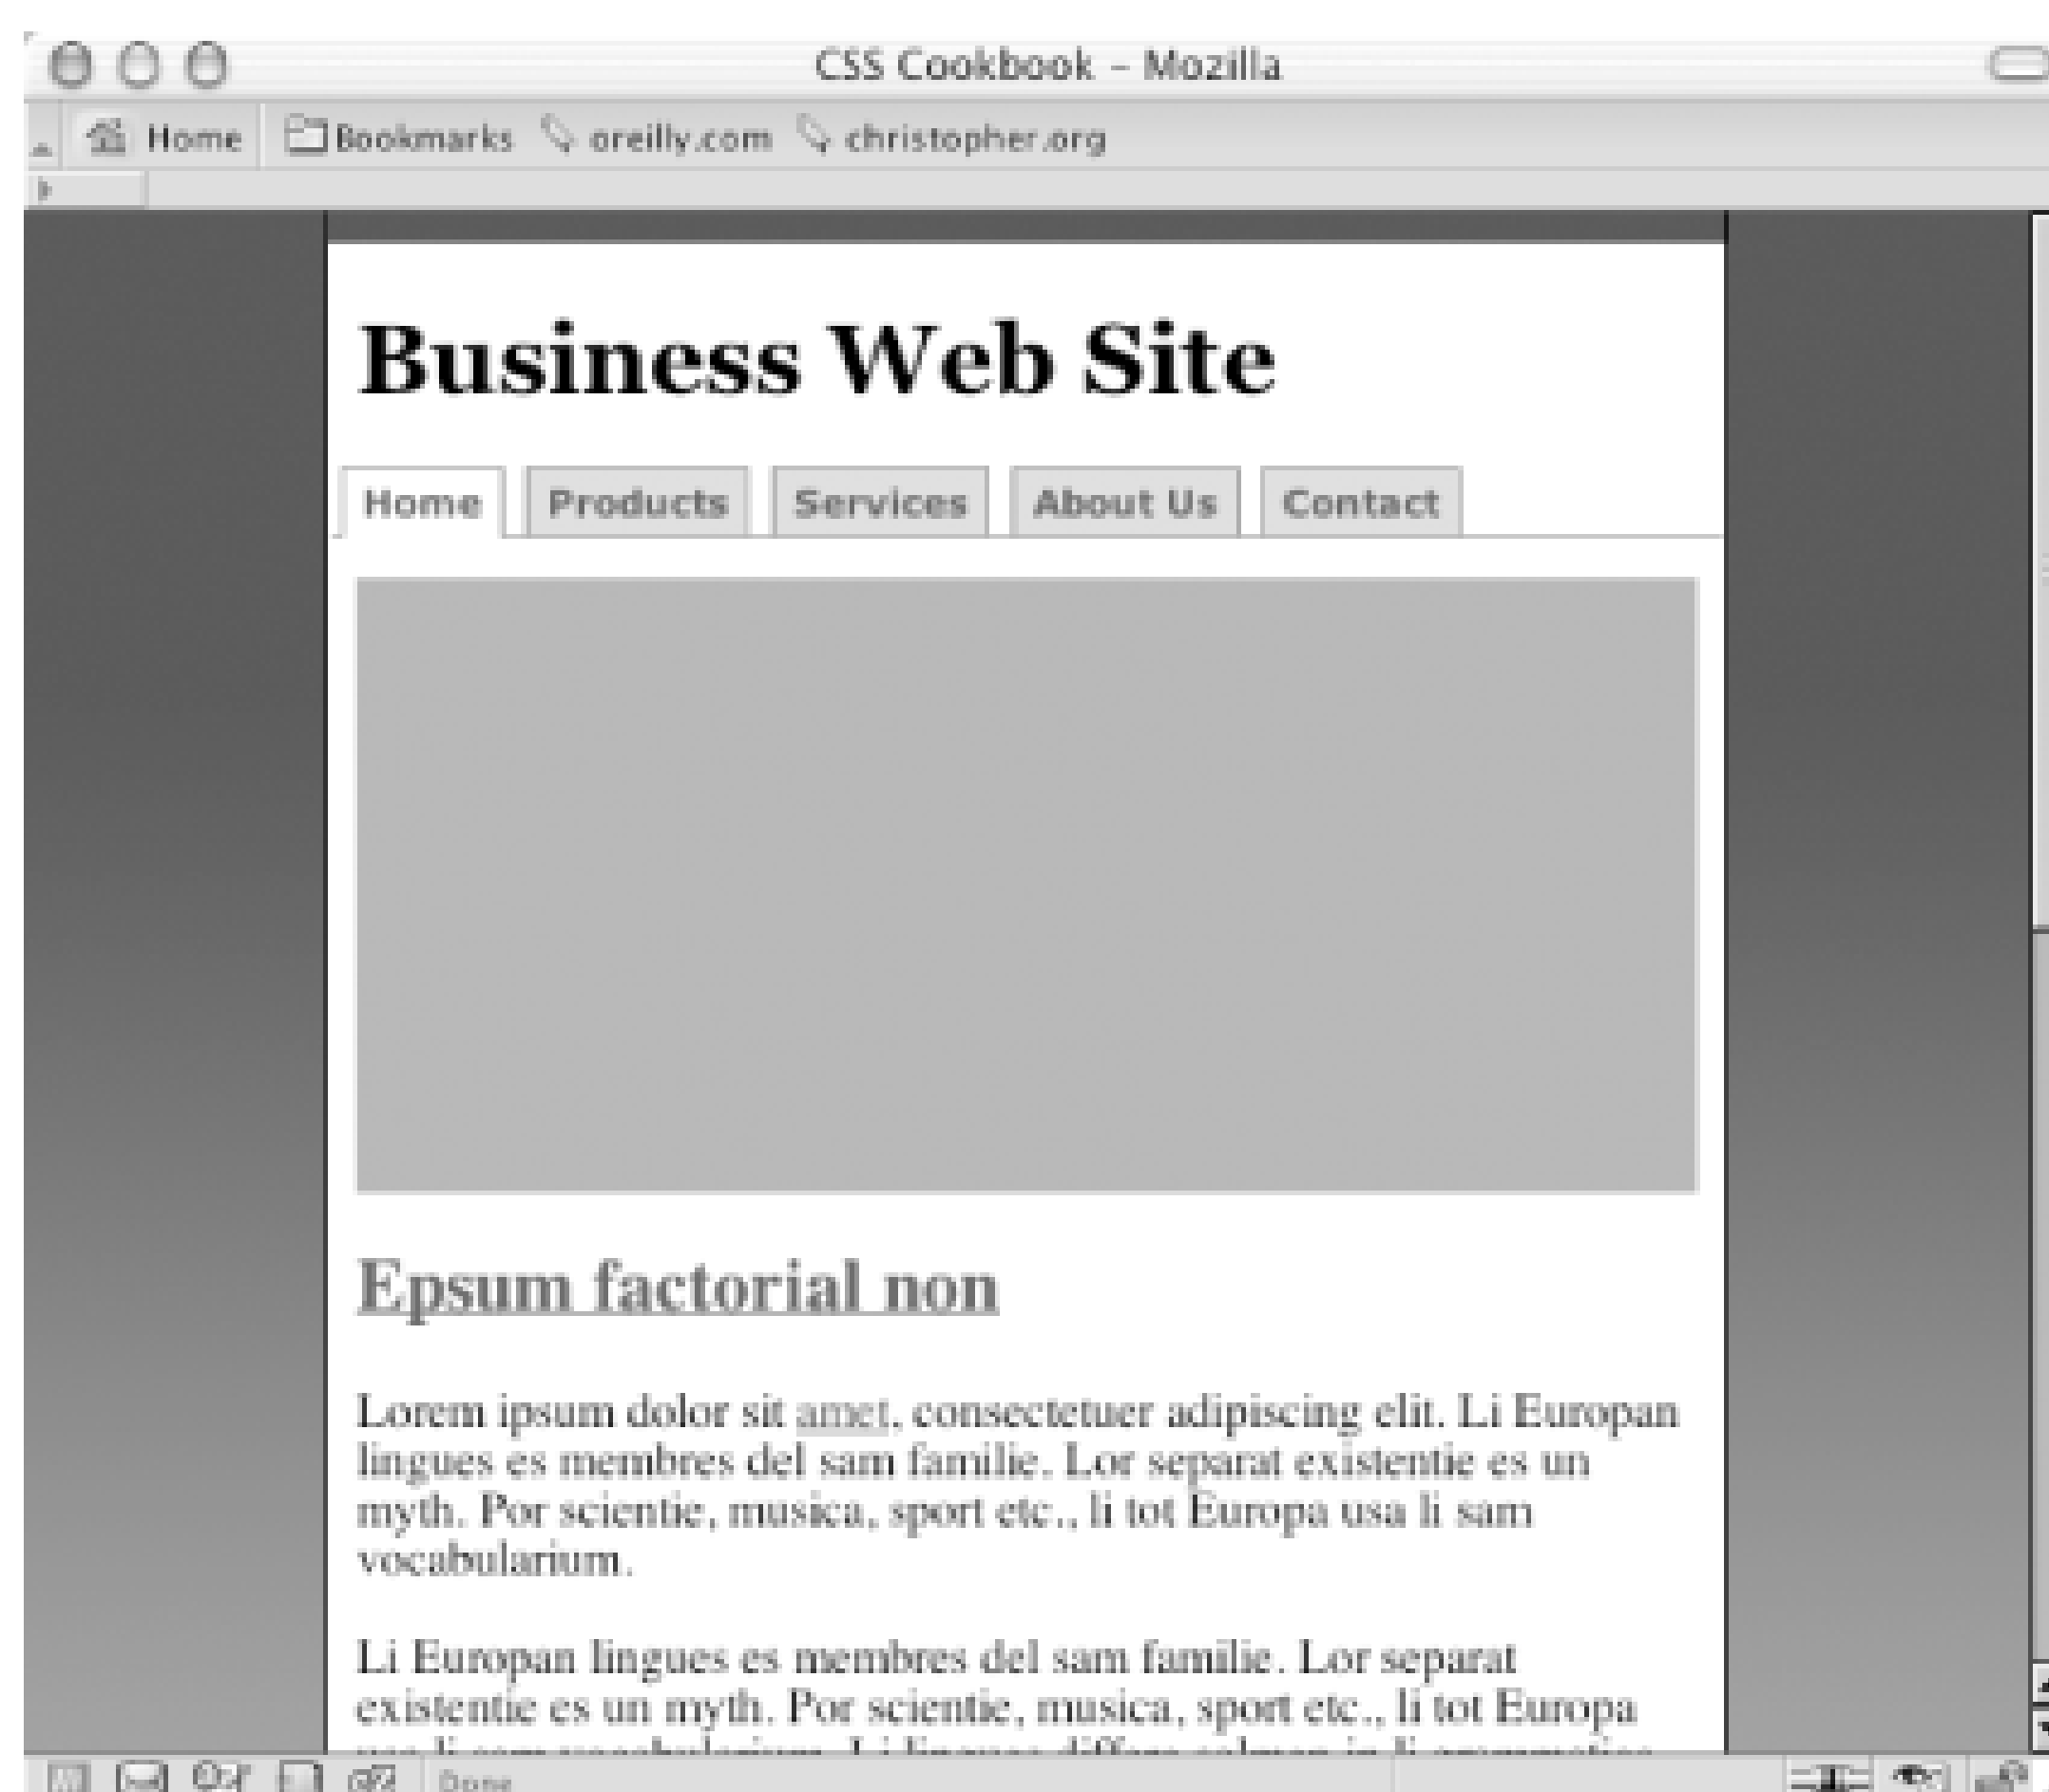 CSS Cookbook – Mozilla
Home Bookmarks oreilly.com christopher.org
Business Web Site
Home Products Services About Us Contact
Epsum factorial non
Lorem ipsum dolor sit amet, consectetuer adipiscing elit. Li Europan
lingues es membres del sam familie. Lor separat existentie es un
myth. Por scientie, musica, sport etc., li tot Europa usa li sam
vocabularium.
Li Europan lingues es membres del sam familie. Lor separat
existentie es un myth. Por scientie, musica, sport etc., li tot Europa
Done